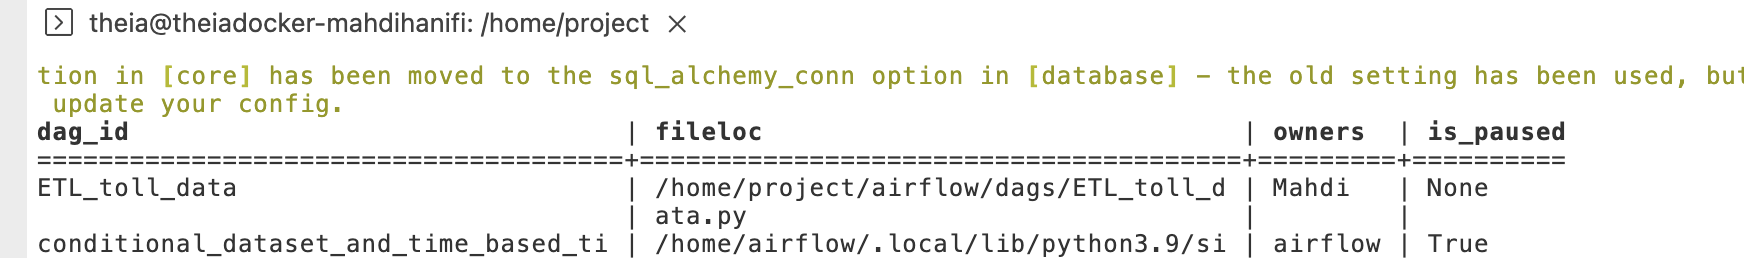 theia@theiadocker-mahdihanifi: /home/project
tion in [core] has been moved to the sql_alchemy_conn option in [database] – the old setting has been used, but
update your config.
dag_id | fileloc | owners | is_paused
======================================+=======================================+=========+==========
ETL_toll_data | /home/project/airflow/dags/ETL_toll_d | Mahdi | None
| ata.py | |
conditional_dataset_and_time_based_ti | /home/airflow/.local/lib/python3.9/si | airflow | True